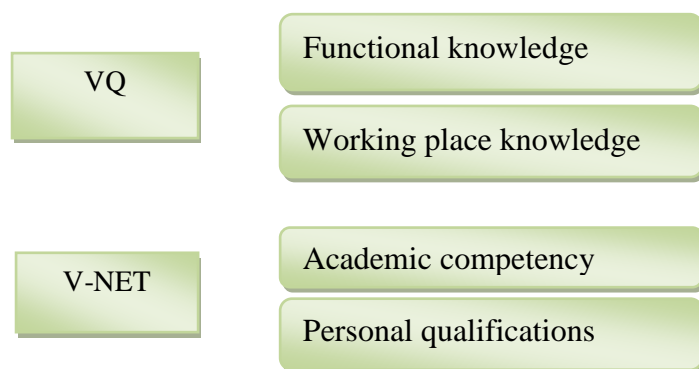 VQ
Functional knowledge
Working place knowledge
V-NET
Academic competency
Personal qualifications